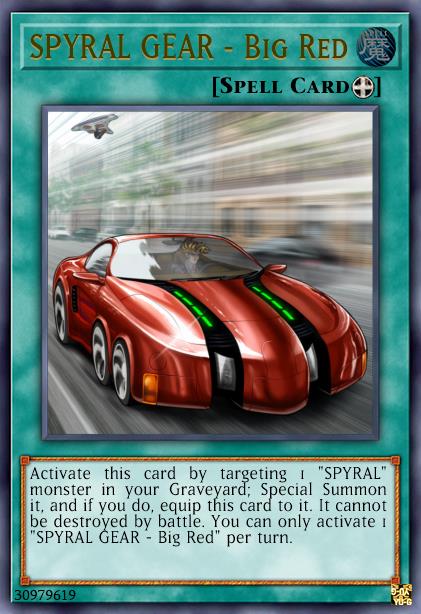 SPYRAL GEAR - Big Red
[Spell Card]
Activate this card by targeting 1 "SPYRAL"
monster in your Graveyard; Special Summon
it, and if you do, equip this card to it. It cannot
be destroyed by battle. You can only activate 1
"SPYRAL GEAR - Big Red" per turn.
30979619